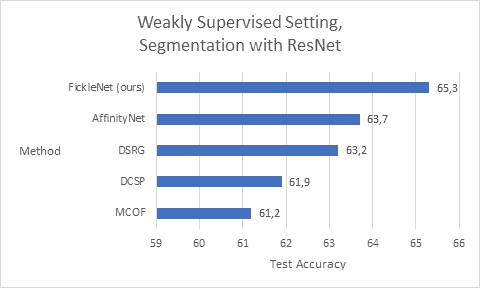 Weakly Supervised Setting,
Segmentation with ResNet
FickleNet (ours)
65,3
AffinityNet
63,7
Method
DSRG
63,2
DCSP
61,9
MCOF
61,2
59 60 61 62 63 64 65 66
Test Accuracy